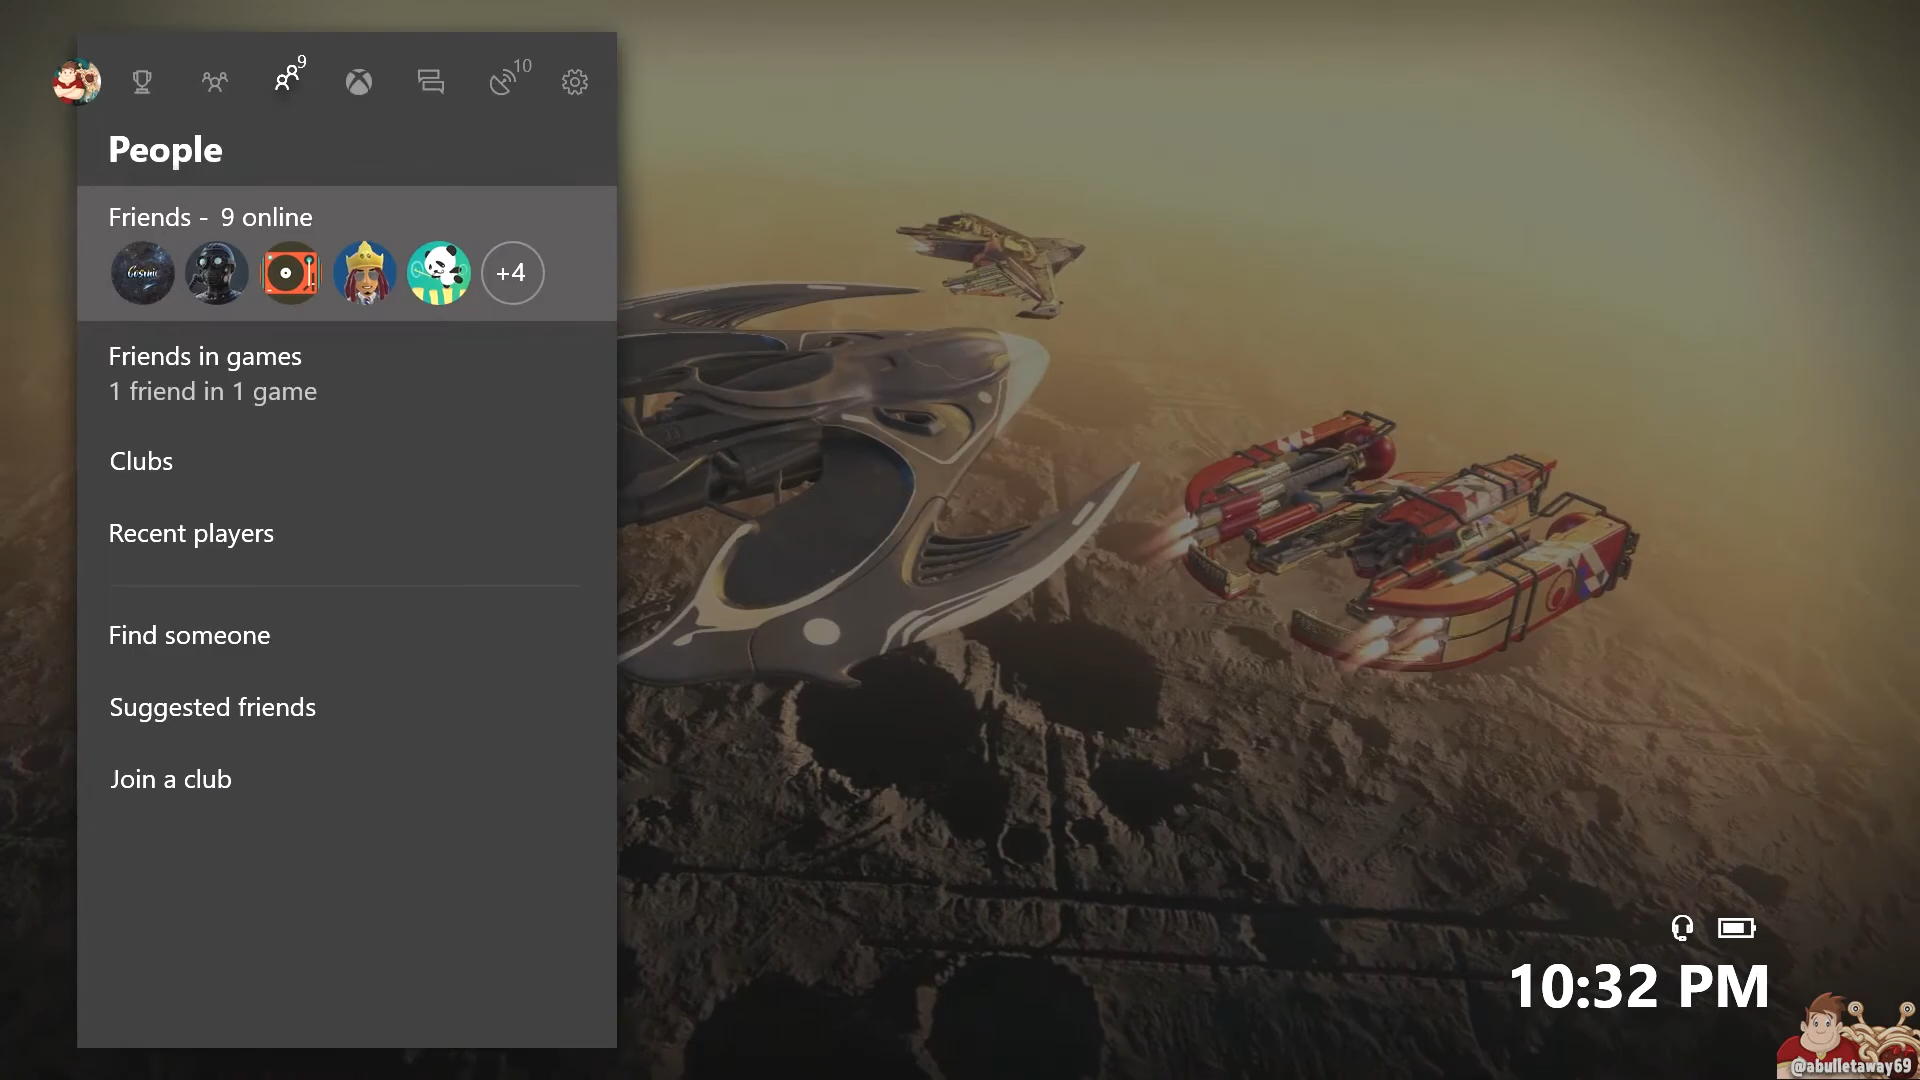 9
10
People
Friends - 9 online
Cosmic
+4
Friends in games
1 friend in 1 game
Clubs
Recent players
Find someone
Suggested friends
Join a club
10:32 PM
@abulletaway69